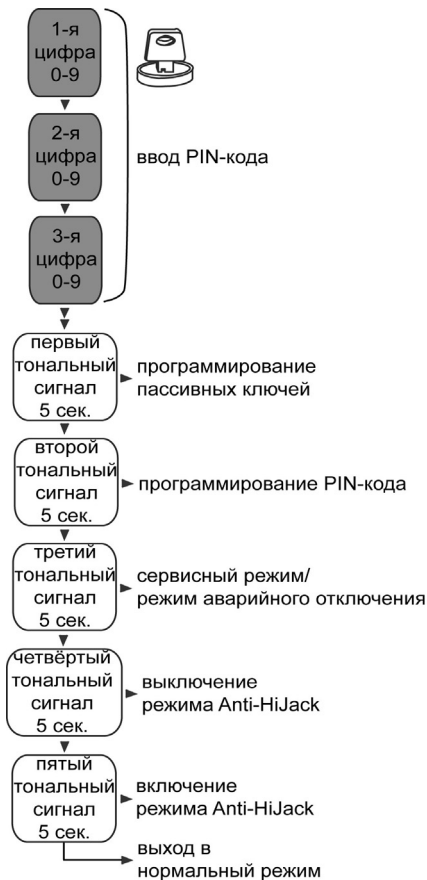 1-я
цифра
0-9
2-я
цифра
0-9
ввод PIN-кода
3-я
цифра
0-9
первый
тональный
сигнал
5 сек.
программирование
пассивных ключей
второй
тональный
сигнал
5 сек.
программирование PIN-кода
третий
тональный
сигнал
5 сек.
сервисный режим/
режим аварийного отключения
четвёртый
тональный
сигнал
5 сек.
выключение
режима Anti-HiJack
пятый
тональный
сигнал
5 сек.
включение
режима Anti-HiJack
выход в
нормальный режим